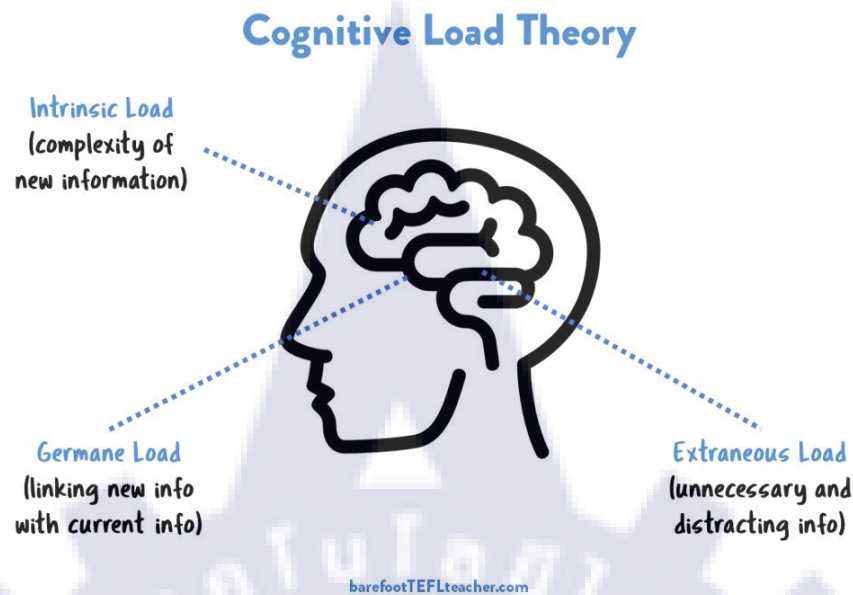 Cognitive Load Theory
Intrinsic Load
(complexity of
new information)
Germane Load
(linking new info
with current info)
Extraneous Load
(unnecessary and
distracting info)
barefootTEFLteacher.com